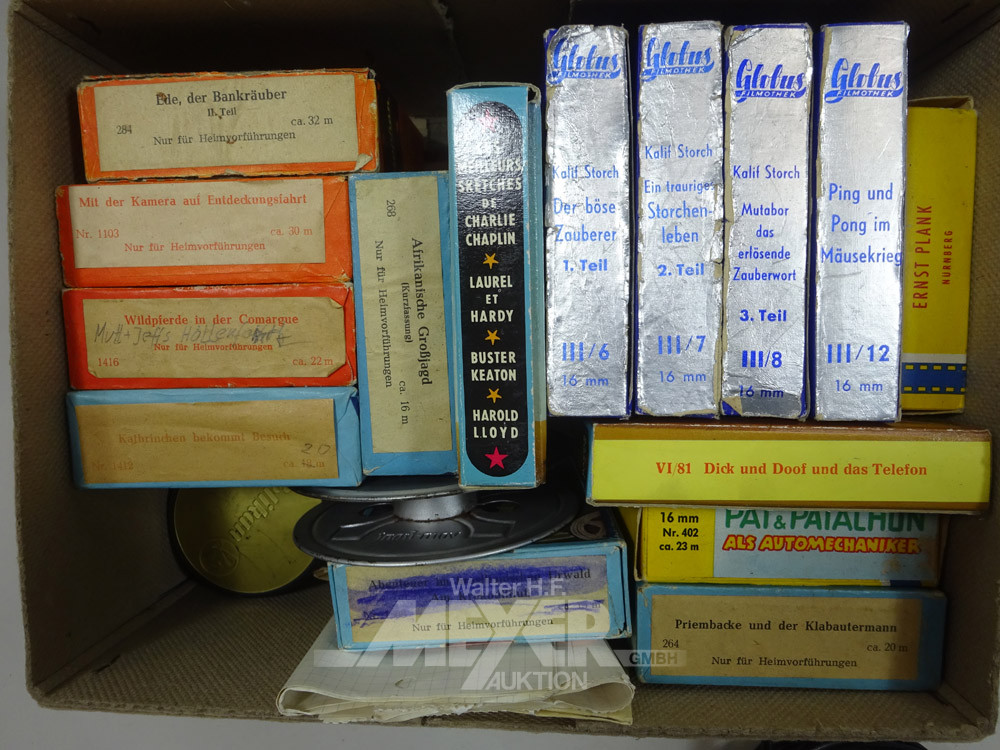 Ede, der Bankräuber
II. Teil
284
ca. 32 m
Nur für Heimvorführungen
Mit der Kamera auf Entdeckungsfahrt
Nr. 1103
ca. 30 m
Nur für Heimvorführungen
Wildpferde in der Comargue
Mutt + Jeff's
Nur für Heimvorführungen
1416
ca. 22 m
Kathrinchen bekommt Besuch
20
1412
268
Afrikanische Großjagd
(Kurzfassung)
ca. 16 m
Nur für Heimvorführungen
SKETCHES
DE
CHARLIE
CHAPLIN
LAUREL
ET
HARDY
BUSTER
KEATON
HAROLD
LLOYD
Globus
FILMOTHEK
Kalif Storch
Der böse
Zauberer
1. Teil
III/6
16 mm
Globus
FILMOTHEK
Kalif Storch
Ein traurige
Storchen-
leben
2. Teil
III/7
16 mm
Globus
FILMOTHEK
Kalif Storch
Mutabor
das
erlösende
Zauberwort
3. Teil
III/8
16 mm
Globus
FILMOTHEK
Ping und
Pong im
Mäusekrieg
III/12
16 mm
ERNST PLANK
NÜRNBERG
VI/81 Dick und Doof und das Telefon
16 mm
Nr. 402
ca. 23 m
PAT & PATACHON
ALS AUTOMECHANIKER
Priembacke und der Klabautermann
264
ca. 20 m
Nur für Heimvorführungen
Nur für Heimvorführungen
Walter H.F.
MEYER
GMBH
AUKTION